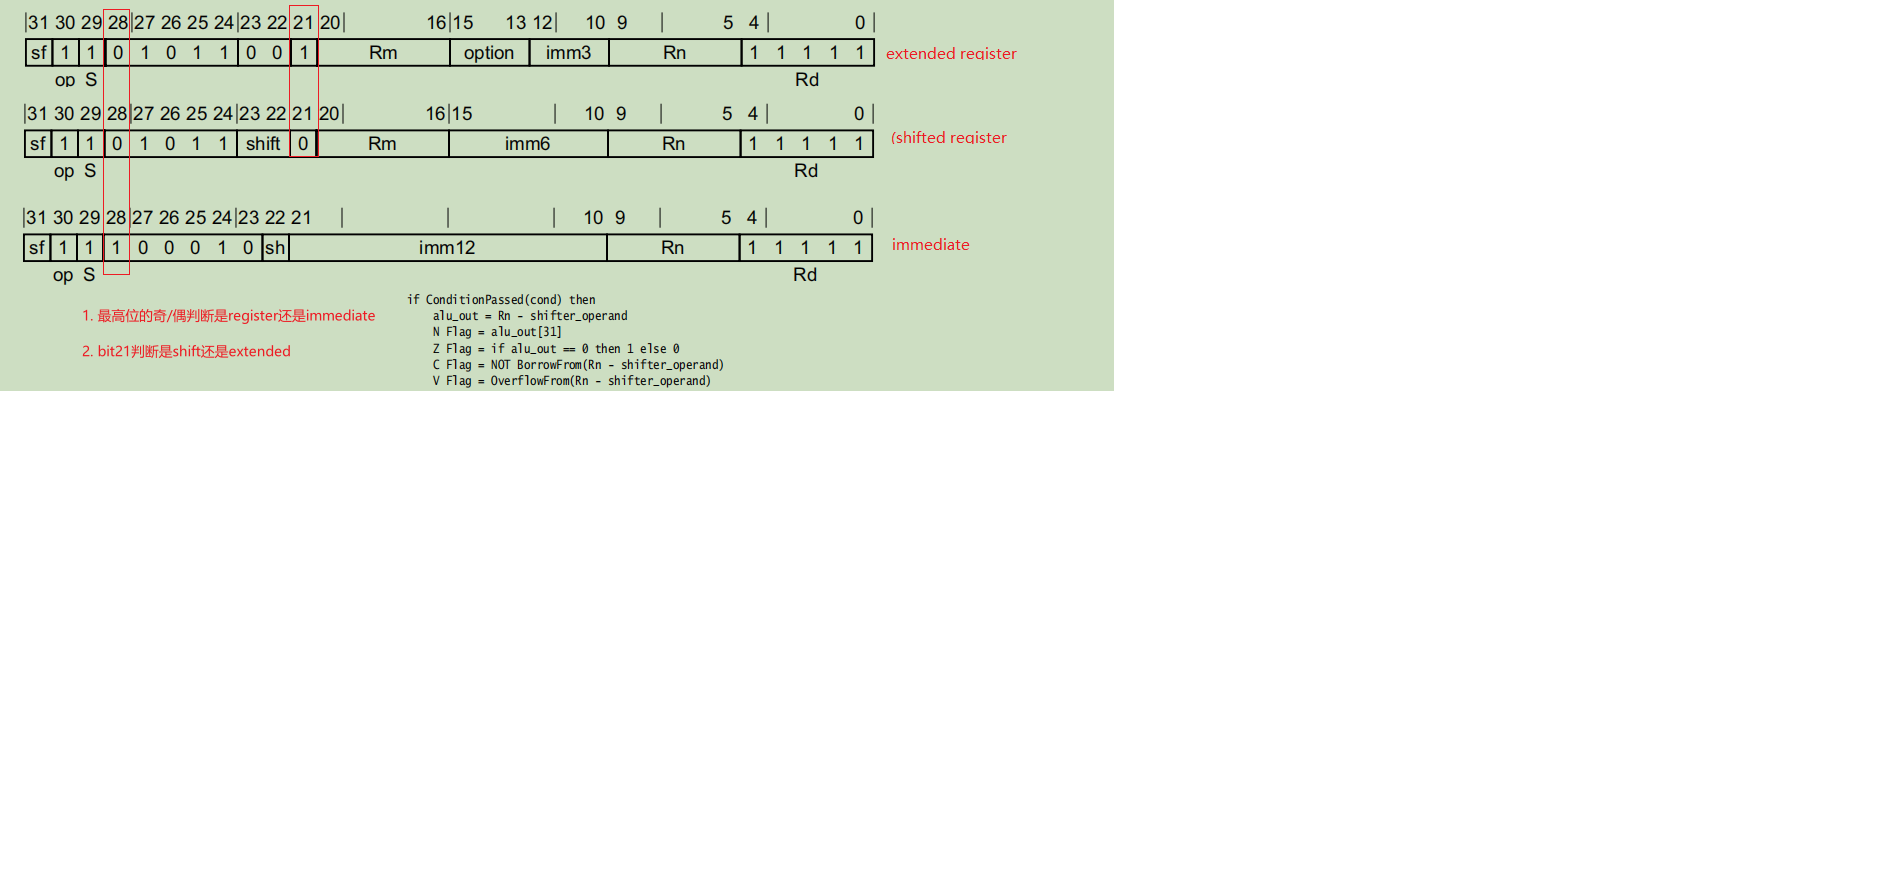 31 30 29 28 27 26 25 24 23 22 21 20 16 15 13 12 10 9 5 4 0
sf 1 1 0 1 0 1 1 0 0 1 Rm option imm3 Rn 1 1 1 1 1 extended register
op S Rd
31 30 29 28 27 26 25 24 23 22 21 20 16 15 10 9 5 4 0
sf 1 1 0 1 0 1 1 shift 0 Rm imm6 Rn 1 1 1 1 1 (shifted register
op S Rd
31 30 29 28 27 26 25 24 23 22 21 10 9 5 4 0
sf 1 1 1 0 0 0 1 0 sh imm12 Rn 1 1 1 1 1 immediate
op S Rd
1. 最高位的奇/偶判断是register还是immediate
2. bit21判断是shift还是extended
if ConditionPassed(cond) then
alu_out = Rn - shifter_operand
N Flag = alu_out[31]
Z Flag = if alu_out == 0 then 1 else 0
C Flag = NOT BorrowFrom(Rn - shifter_operand)
V Flag = OverflowFrom(Rn - shifter_operand)